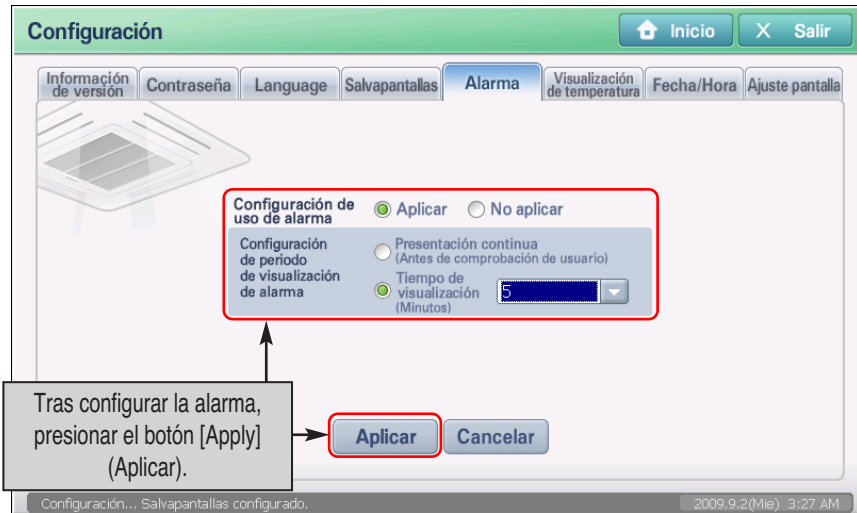 Configuración
Inicio
X Salir
Información
de versión
Contraseña
Language
Salvapantallas
Alarma
Visualización
de temperatura
Fecha/Hora
Ajuste pantalla
Configuración de
uso de alarma
Aplicar
No aplicar
Configuración
de periodo
de visualización
de alarma
Presentación continua
(Antes de comprobación de usuario)
Tiempo de
visualización
(Minutos)
5
Tras configurar la alarma,
presionar el botón [Apply]
(Aplicar).
Aplicar
Cancelar
Configuración... Salvapantallas configurado.
2009.9.2(Mie) 3:27 AM